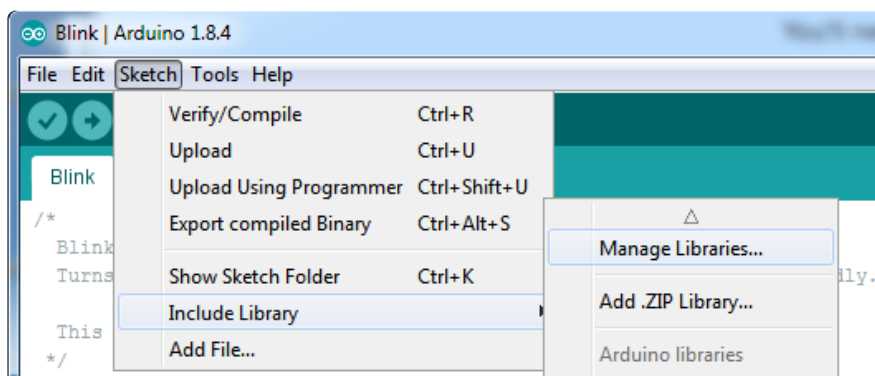 Blink | Arduino 1.8.4
File Edit Sketch Tools Help
Verify/Compile Ctrl+R
Upload Ctrl+U
Upload Using Programmer Ctrl+Shift+U
Export compiled Binary Ctrl+Alt+S
Show Sketch Folder Ctrl+K
Include Library
Add File...
Manage Libraries...
Add .ZIP Library...
Arduino libraries
Blink
/*
Blink
Turns
This
*/